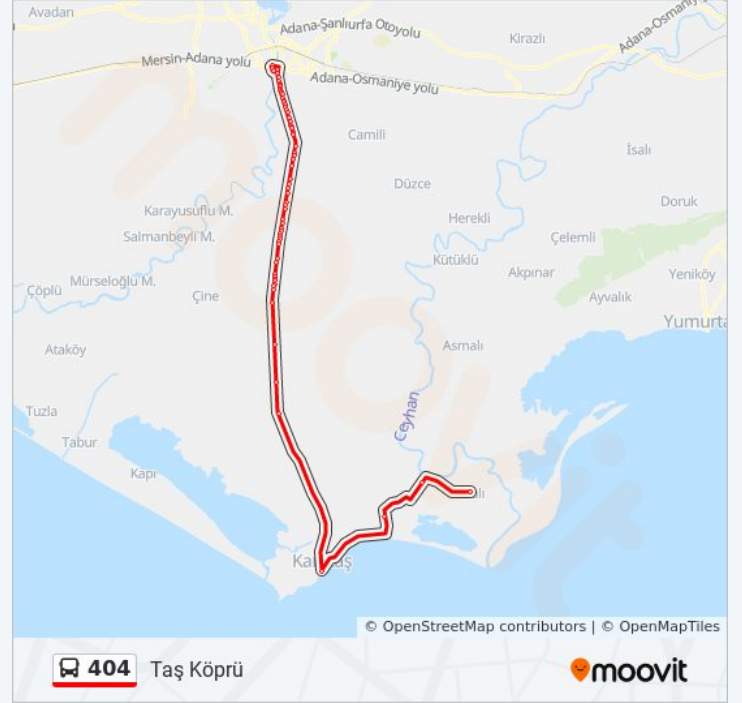 Avadan
Adana-Şanlıurfa Otoyolu
Kirazlı
Adana-Osmaniye
Mersin-Adana yolu
Adana-Osmaniye yolu
Camili
İsalı
Düzce
Doruk
Karayusuflu M.
Herekli
Salmanbeyli M.
Çelemli
Kütüklü
Akpınar
Yeniköy
Mürseloğlu M.
Çöplü
Çine
Ayvalık
Yumurta
Asmalı
Ataköy
Ceyhan
Tuzla
Tabur
Kapı
moovit
© OpenStreetMap contributors | © OpenMapTiles
404 Taş Köprü
moovit